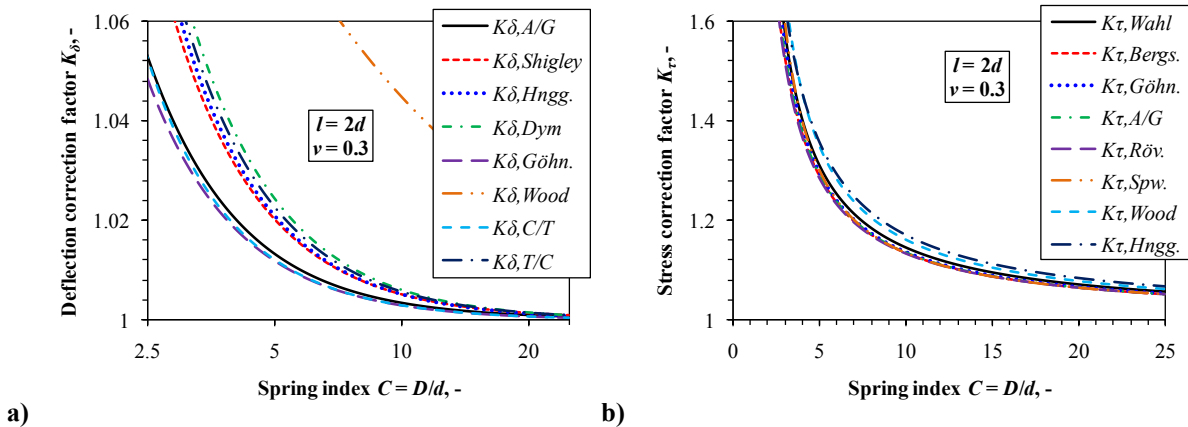 Deflection correction factor Kδ,-
1.06
1.04
1.02
1
2.5
5
10
20
Spring index C = D/d, -
l = 2d
ν = 0.3
Kδ,A/G
Kδ,Shigley
Kδ,Hngg.
Kδ,Dym
Kδ,Göhn.
Kδ,Wood
Kδ,C/T
Kδ,T/C
a)
Stress correction factor Kτ,-
1.6
1.4
1.2
1
0
5
10
15
20
25
Spring index C = D/d, -
l = 2d
ν = 0.3
Kτ,Wahl
Kτ,Bergs.
Kτ,Göhn.
Kτ,A/G
Kτ,Röv.
Kτ,Spw.
Kτ,Wood
Kτ,Hngg.
b)